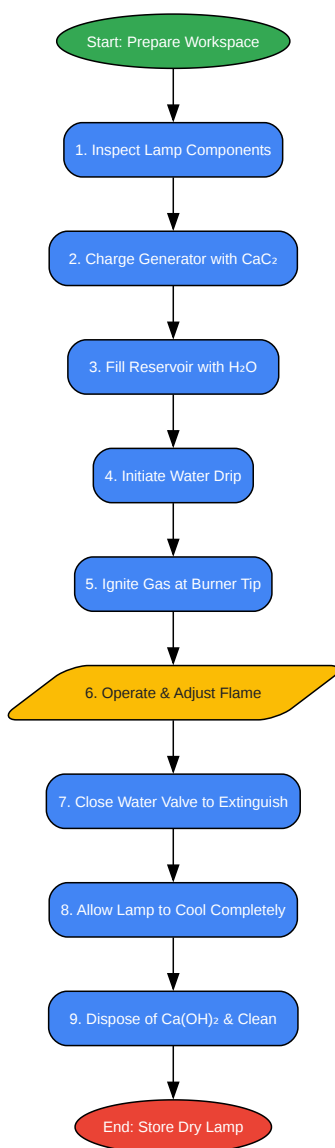 Start: Prepare Workspace
1. Inspect Lamp Components
2. Charge Generator with CaC₂
3. Fill Reservoir with H₂O
4. Initiate Water Drip
5. Ignite Gas at Burner Tip
6. Operate & Adjust Flame
7. Close Water Valve to Extinguish
8. Allow Lamp to Cool Completely
9. Dispose of Ca(OH)₂ & Clean
End: Store Dry Lamp